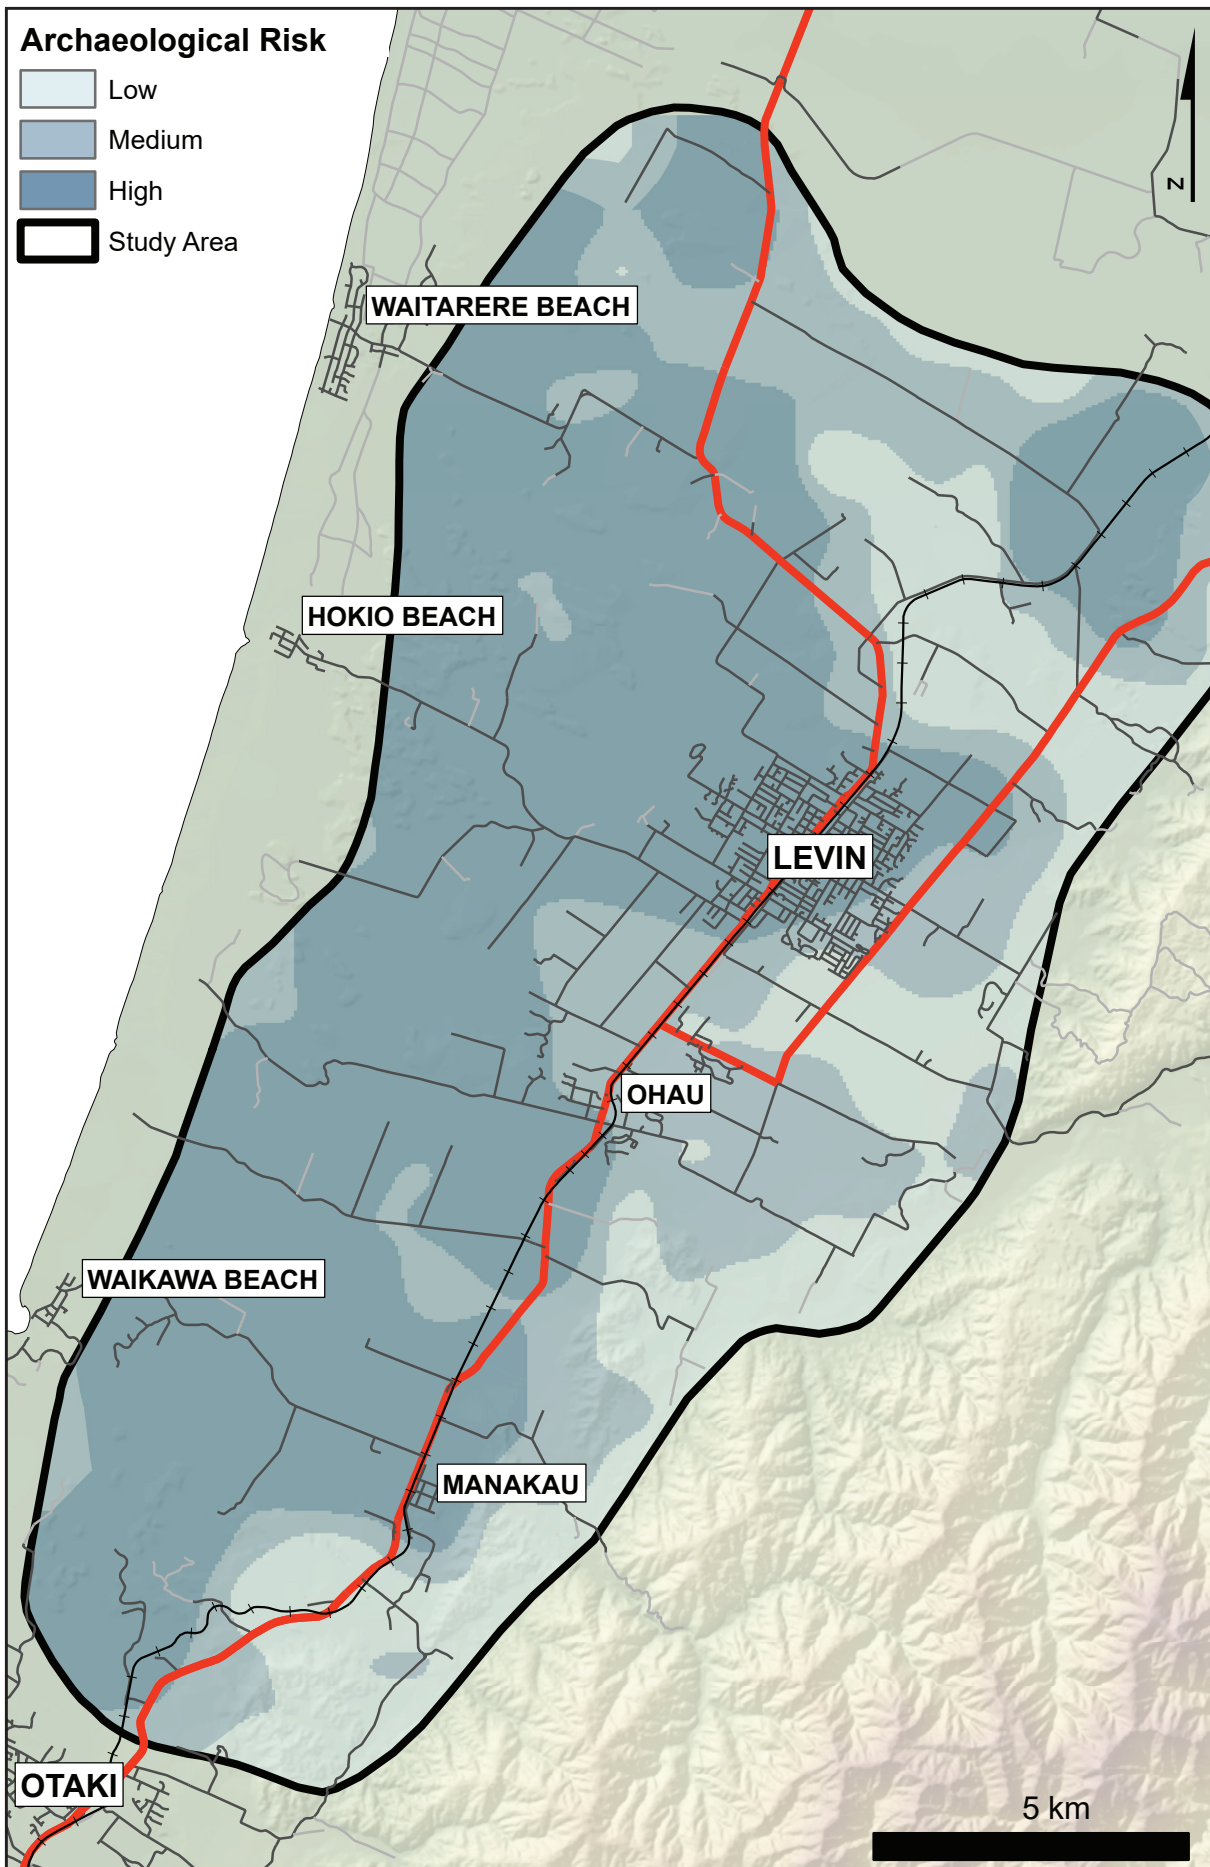 Archaeological Risk
Low
Medium
High
Study Area
N
WAITARERE BEACH
HOKIO BEACH
LEVIN
OHAU
WAIKAWA BEACH
MANAKAU
OTAKI
5 km